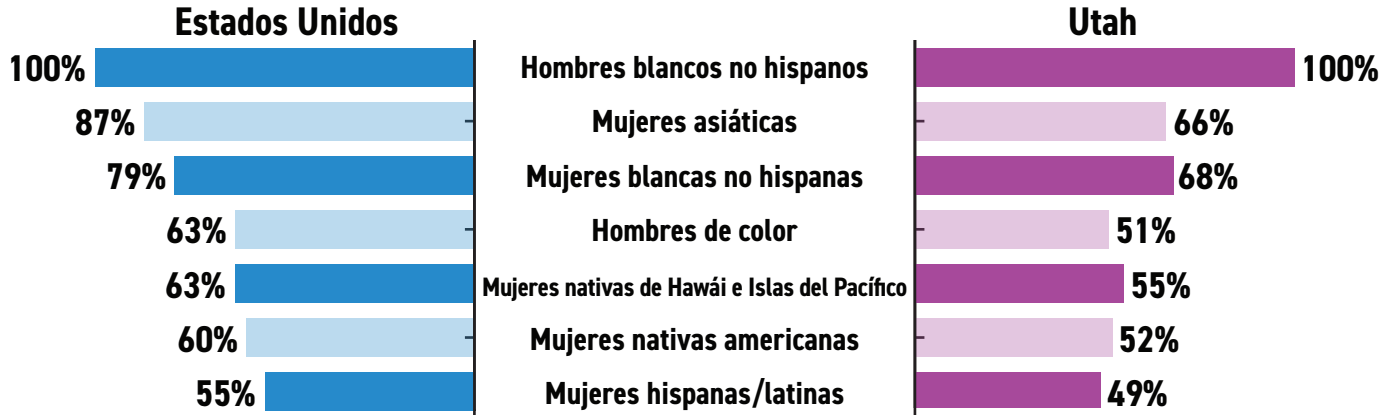 Estados Unidos Utah
100% Hombres blancos no hispanos 100%
87% Mujeres asiáticas 66%
79% Mujeres blancas no hispanas 68%
63% Hombres de color 51%
63% Mujeres nativas de Hawái e Islas del Pacífico 55%
60% Mujeres nativas americanas 52%
55% Mujeres hispanas/latinas 49%